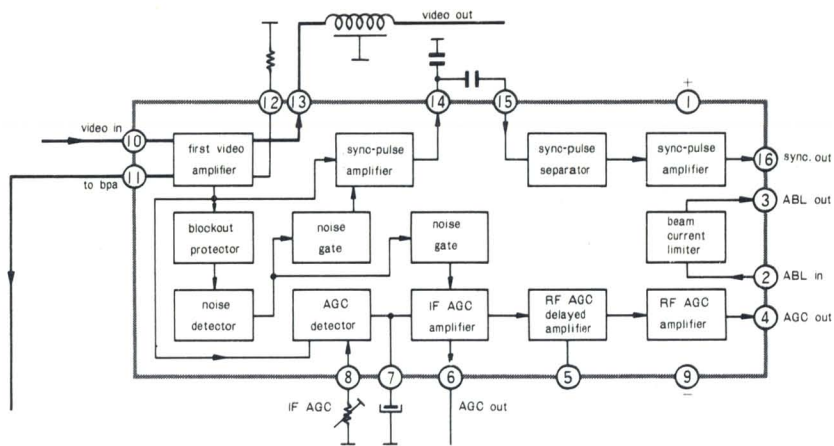 video out
12
13
14
15
+
1
video in
10
first video
amplifier
sync-pulse
amplifier
sync-pulse
separator
sync-pulse
amplifier
16
sync. out
11
to bpa
3
ABL out
blockout
protector
noise
gate
noise
gate
beam
current
limiter
2
ABL in
noise
detector
AGC
detector
IF AGC
amplifier
RF AGC
delayed
amplifier
RF AGC
amplifier
4
AGC out
8
7
6
5
9
–
IF AGC
AGC out